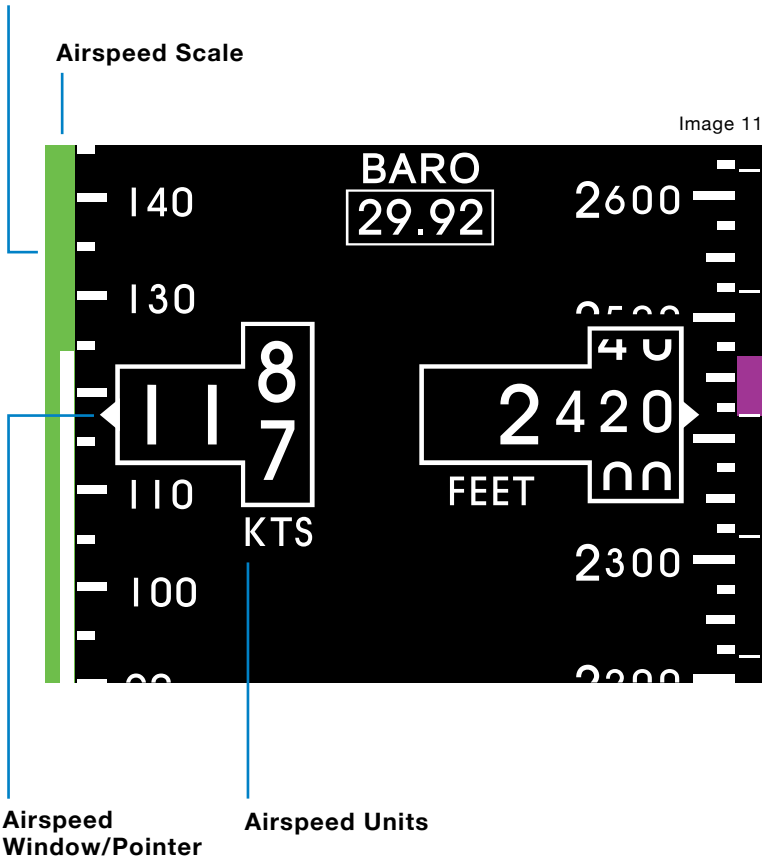 Airspeed Scale
Image 11
BARO
29.92
140
2600
130
11
8
7
2420
110
FEET
KTS
2300
100
Airspeed
Window/Pointer
Airspeed Units